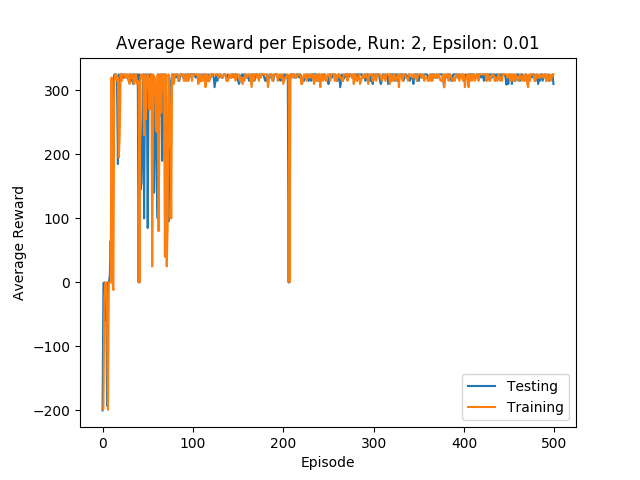 Average Reward per Episode, Run: 2, Epsilon: 0.01
Average Reward
300
200
100
0
−100
−200
0
100
200
300
400
500
Episode
Testing
Training